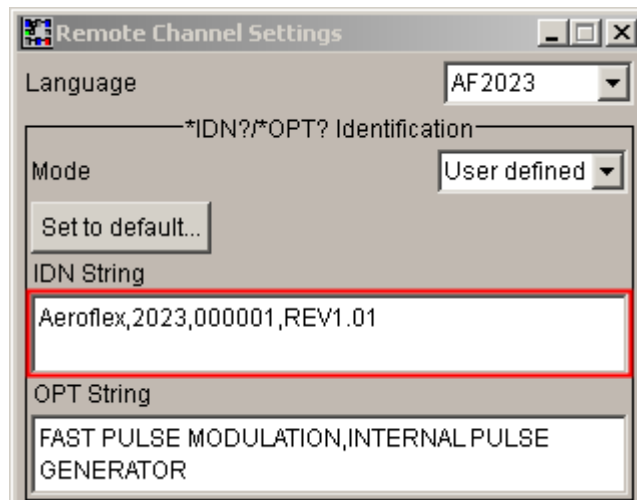 Remote Channel Settings
Language AF2023
*IDN?/*OPT? Identification
Mode User defined
Set to default...
IDN String
Aeroflex,2023,000001,REV1.01
OPT String
FAST PULSE MODULATION,INTERNAL PULSE
GENERATOR